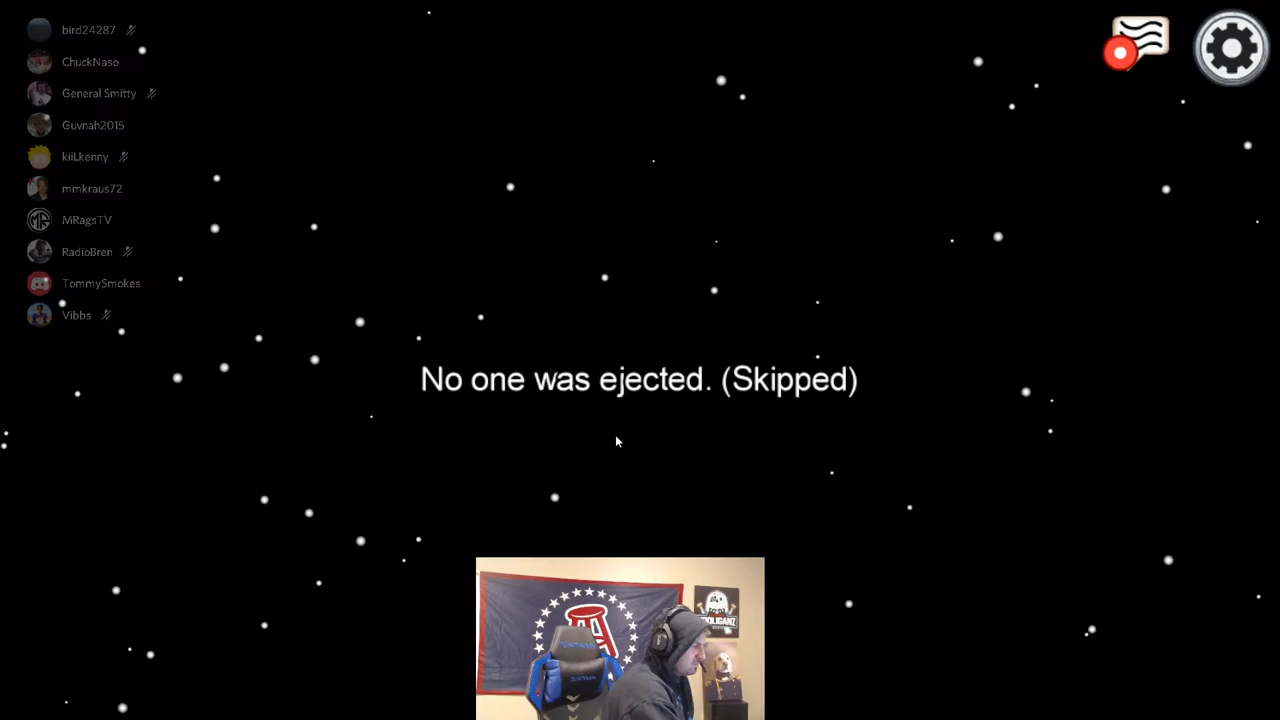 bird24287
ChuckNaso
General Smitty
Guvnah2015
kiiLkenny
mmkraus72
MRagsTV
RadioBren
TommySmokes
Vibbs
No one was ejected. (Skipped)